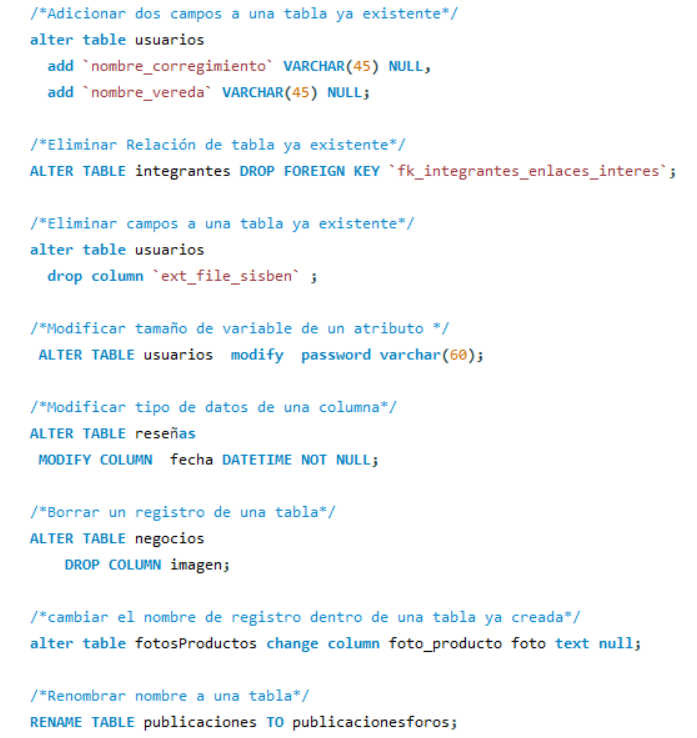 /*Adicionar dos campos a una tabla ya existente*/
alter table usuarios
add `nombre_corregimiento` VARCHAR(45) NULL,
add `nombre_vereda` VARCHAR(45) NULL;
/*Eliminar Relación de tabla ya existente*/
ALTER TABLE integrantes DROP FOREIGN KEY `fk_integrantes_enlaces_interes`;
/*Eliminar campos a una tabla ya existente*/
alter table usuarios
drop column `ext_file_sisben` ;
/*Modificar tamaño de variable de un atributo */
ALTER TABLE usuarios  modify  password varchar(60);
/*Modificar tipo de datos de una columna*/
ALTER TABLE reseñas
MODIFY COLUMN  fecha DATETIME NOT NULL;
/*Borrar un registro de una tabla*/
ALTER TABLE negocios
DROP COLUMN imagen;
/*cambiar el nombre de registro dentro de una tabla ya creada*/
alter table fotosProductos change column foto_producto foto text null;
/*Renombrar nombre a una tabla*/
RENAME TABLE publicaciones TO publicacionesforos;